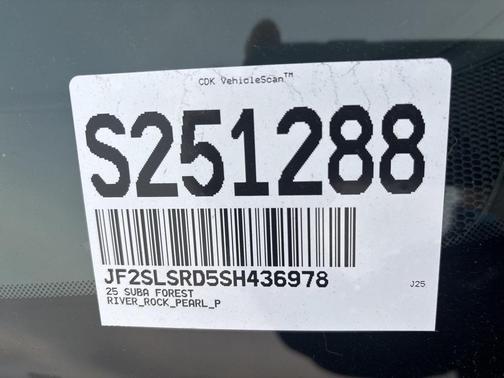 CDK VehicleScan™
S251288
JF2SLSRD5SH436978
25 SUBA FOREST J25
RIVER_ROCK_PEARL_P